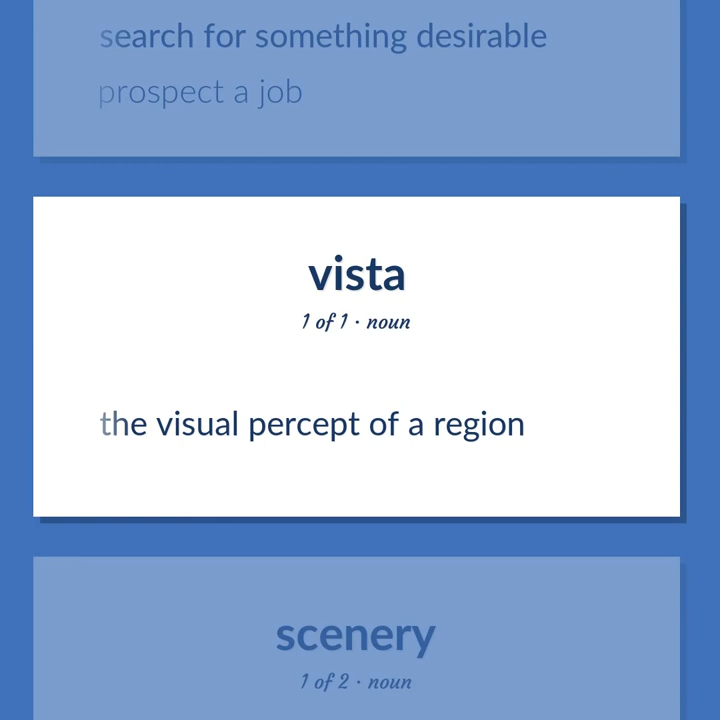 search for something desirable
prospect a job
vista
1 of 1 · noun
the visual percept of a region
scenery
1 of 2 · noun